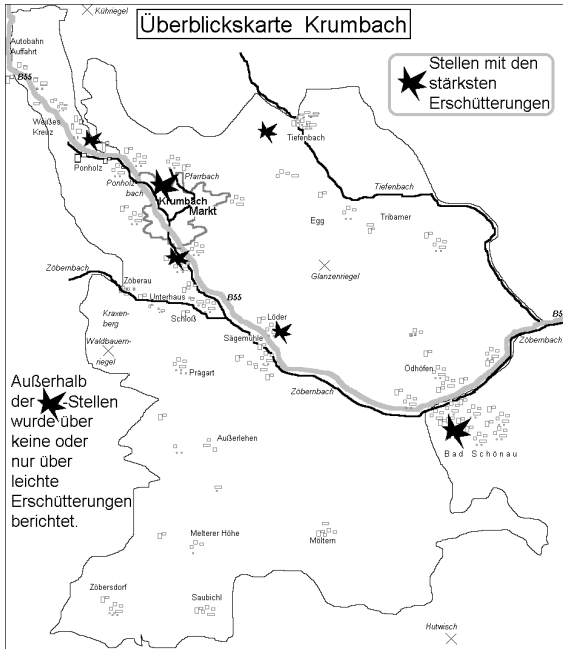 Kühriegel
Überblickskarte Krumbach
Autobahn
Auffahrt
B55
Stellen mit den
stärksten
Erschütterungen
Weißes
Kreuz
Tiefenbach
Ponholz
Ponholz-
bach
Pfarrbach
Krumbach
Markt
Tiefenbach
Egg
Tribamer
Zöbernbach
Glanzenriegel
Zöberau
Unterhaus
B55
Kraxen-
berg
Schloß
Löder
Sägemühle
B55
Zöbernbach
Waldbauern-
riegel
Prägart
Ödhöfen
Zöbernbach
Außerhalb
der -Stellen
wurde über
keine oder
nur über
leichte
Erschütterungen
berichtet.
Außerlehen
Bad Schönau
Melterer Höhe
Möltern
Zöbersdorf
Saubichl
Hutwisch